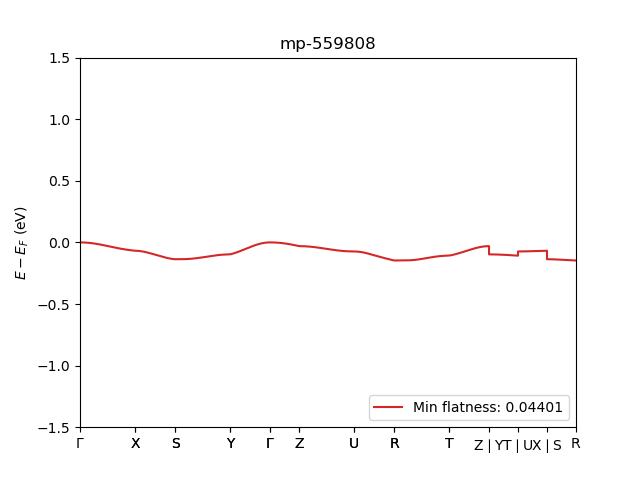 mp-559808
1.5
1.0
0.5
0.0
−0.5
−1.0
−1.5
E − E_F (eV)
Min flatness: 0.04401
Γ X S Y Γ Z U R T Z | YT | UX | S R